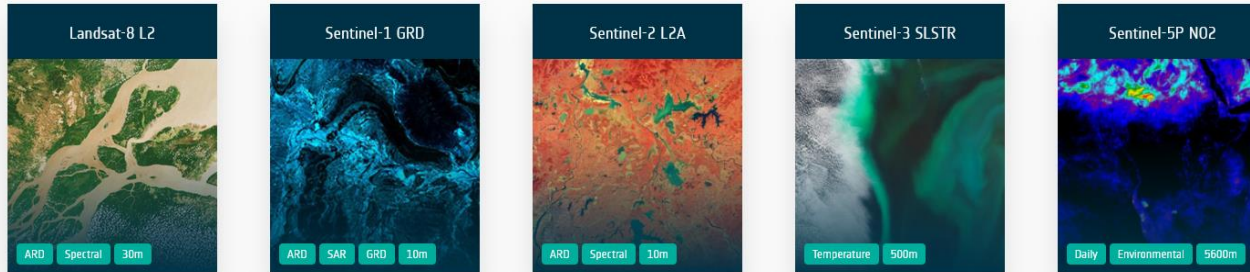 Landsat-8 L2
Sentinel-1 GRD
Sentinel-2 L2A
Sentinel-3 SLSTR
Sentinel-5P NO2
ARD Spectral 30m
ARD SAR GRD 10m
ARD Spectral 10m
Temperature 500m
Daily Environmental 5600m